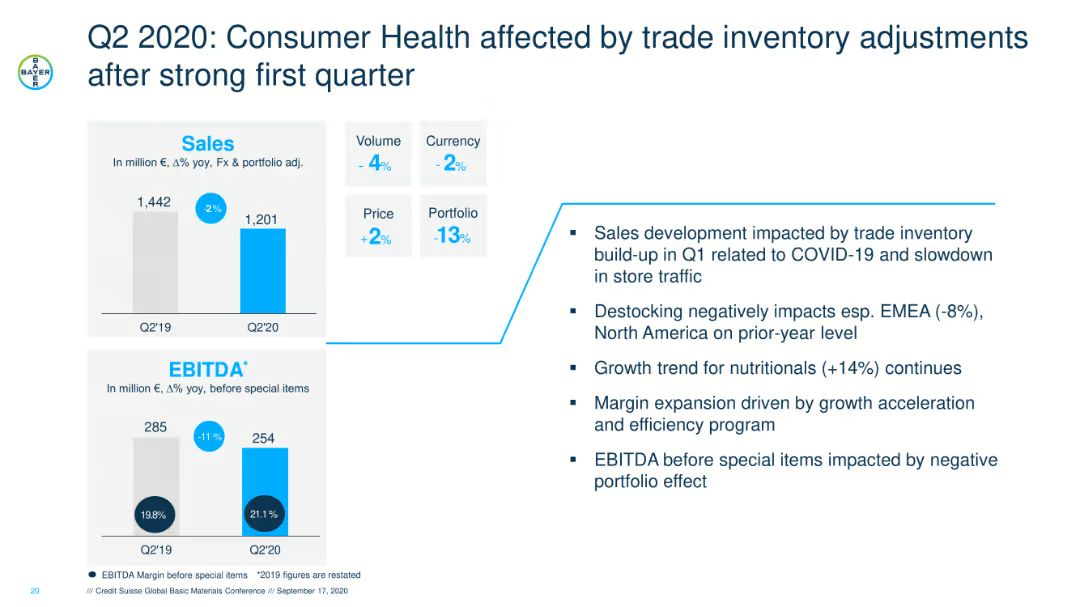 Q2 2020: Consumer Health affected by trade inventory adjustments
after strong first quarter
BAYER
BAYER
Sales
In million €, Δ% yoy, Fx & portfolio adj.
1,442
-2 %
1,201
Q2'19
Q2'20
Volume
- 4%
Currency
- 2%
Price
+2%
Portfolio
-13%
EBITDA*
In million €, Δ% yoy, before special items
285
-11 %
254
19.8%
21.1 %
Q2'19
Q2'20
▪ Sales development impacted by trade inventory
build-up in Q1 related to COVID-19 and slowdown
in store traffic
▪ Destocking negatively impacts esp. EMEA (-8%),
North America on prior-year level
▪ Growth trend for nutritionals (+14%) continues
▪ Margin expansion driven by growth acceleration
and efficiency program
▪ EBITDA before special items impacted by negative
portfolio effect
EBITDA Margin before special items *2019 figures are restated
20
/// Credit Suisse Global Basic Materials Conference /// September 17, 2020